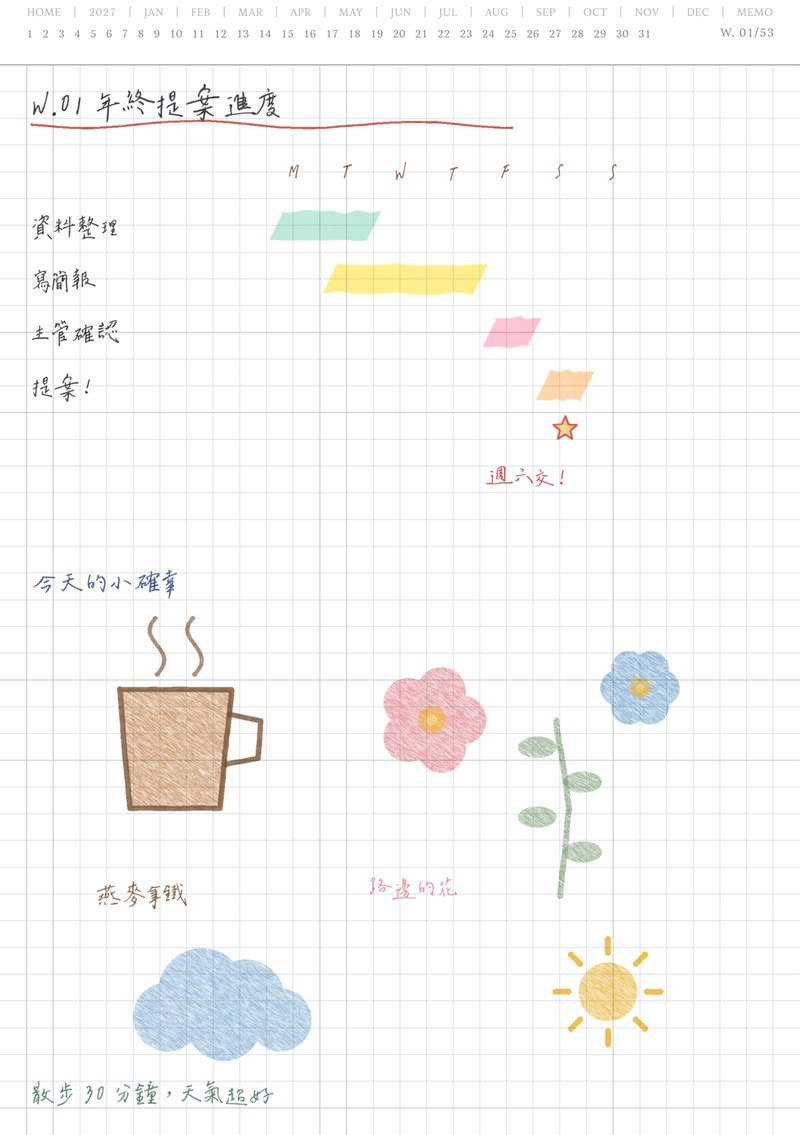 HOME | 2027 | JAN | FEB | MAR | APR | MAY | JUN | JUL | AUG | SEP | OCT | NOV | DEC | MEMO
1 2 3 4 5 6 7 8 9 10 11 12 13 14 15 16 17 18 19 20 21 22 23 24 25 26 27 28 29 30 31 W. 01/53
W.01 年終提案進度
M T W T F S S
資料整理
寫簡報
主管確認
提案!
週六交!
今天的小確幸
燕麥拿鐵
路邊的花
散步 30 分鐘,天氣超好